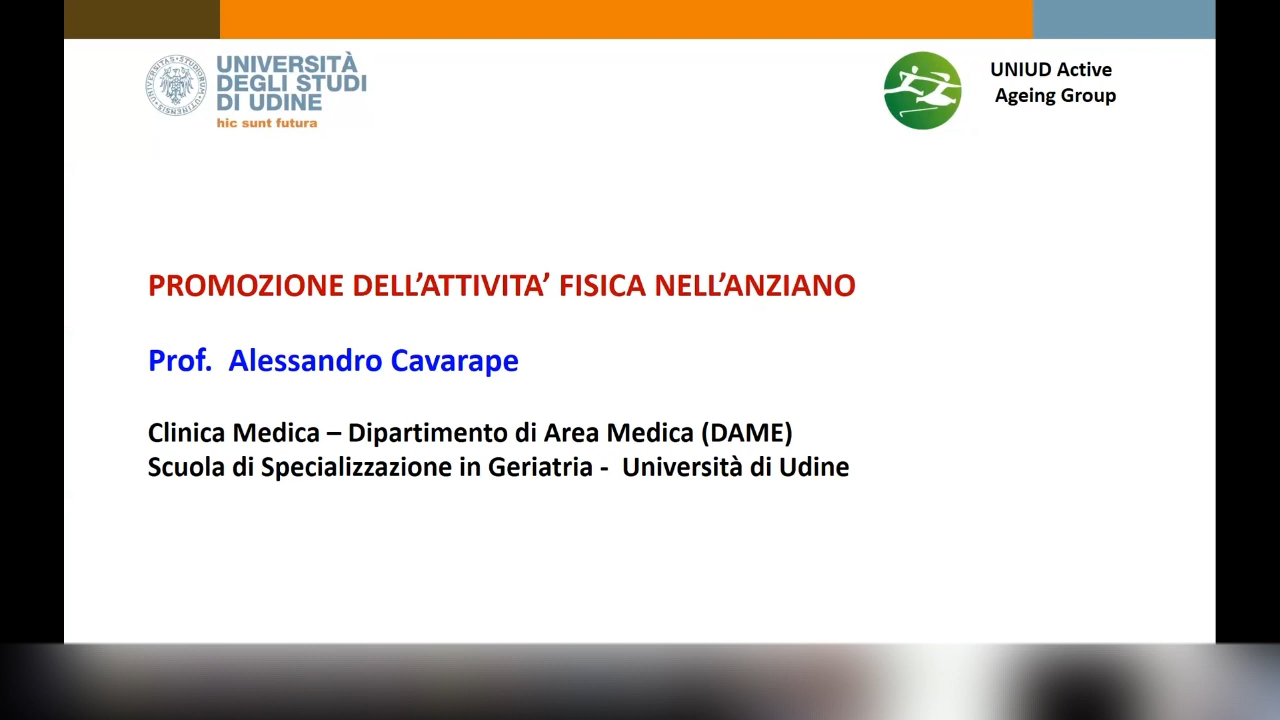 UNIVERSITÀ
DEGLI STUDI
DI UDINE
hic sunt futura
UNIUD Active
Ageing Group
PROMOZIONE DELL’ATTIVITA’ FISICA NELL’ANZIANO
Prof. Alessandro Cavarape
Clinica Medica – Dipartimento di Area Medica (DAME)
Scuola di Specializzazione in Geriatria - Università di Udine